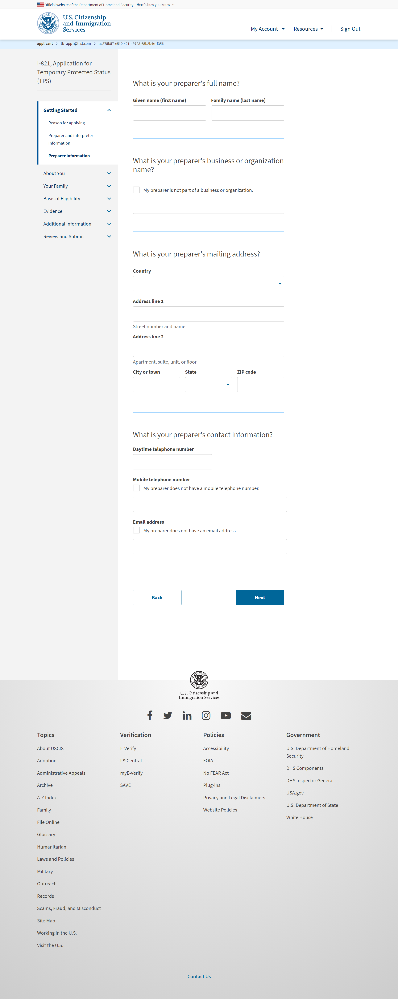 Official website of the Department of Homeland Security Here's how you know
U.S. Citizenship
and Immigration
Services
My Account Resources Sign Out
applicant > tb_app1@test.com > ac375b57-e510-421b-9723-65b2b4e1f356
I-821, Application for
Temporary Protected Status
(TPS)
Getting Started
Reason for applying
Preparer and interpreter
information
Preparer information
About You
Your Family
Basis of Eligibility
Evidence
Additional Information
Review and Submit
What is your preparer's full name?
Given name (first name) Family name (last name)
What is your preparer's business or organization
name?
My preparer is not part of a business or organization.
What is your preparer's mailing address?
Country
Address line 1
Street number and name
Address line 2
Apartment, suite, unit, or floor
City or town State ZIP code
What is your preparer's contact information?
Daytime telephone number
Mobile telephone number
My preparer does not have a mobile telephone number.
Email address
My preparer does not have an email address.
Back Next
U.S. Citizenship and
Immigration Services
Topics
About USCIS
Adoption
Administrative Appeals
Archive
A-Z Index
Family
File Online
Glossary
Humanitarian
Laws and Policies
Military
Outreach
Records
Scams, Fraud, and Misconduct
Site Map
Working in the U.S.
Visit the U.S.
Verification
E-Verify
I-9 Central
myE-Verify
SAVE
Policies
Accessibility
FOIA
No FEAR Act
Plug-ins
Privacy and Legal Disclaimers
Website Policies
Government
U.S. Department of Homeland
Security
DHS Components
DHS Inspector General
USA.gov
U.S. Department of State
White House
Contact Us